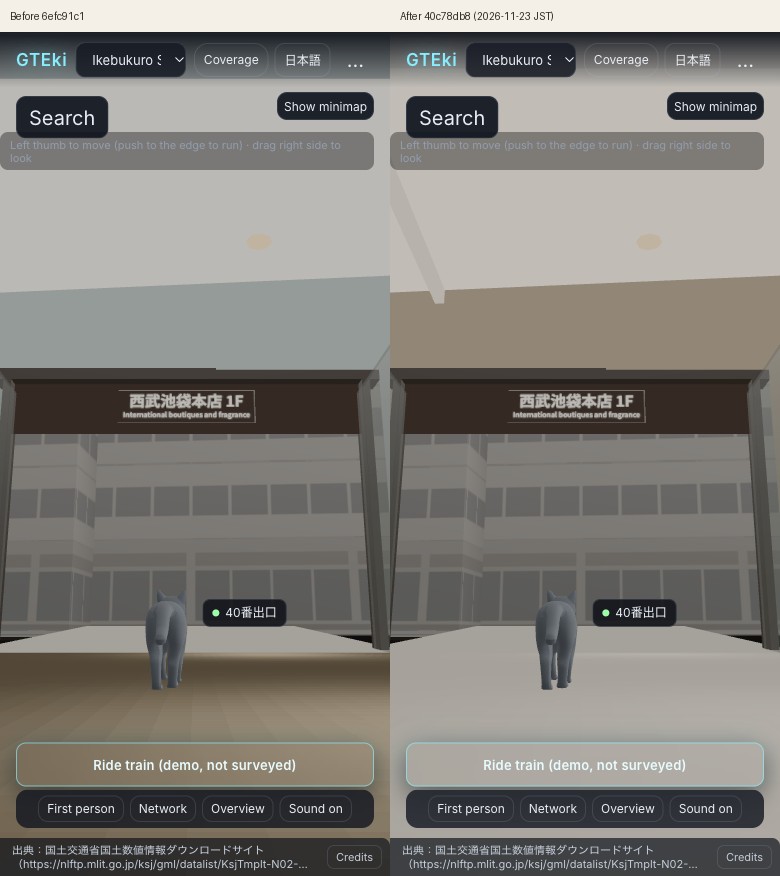 Before 6efc91c1
GTEki
Ikebukuro S
Coverage
日本語
...
Search
Show minimap
Left thumb to move (push to the edge to run) · drag right side to
look
西武池袋本店 1F
International boutiques and fragrance
40番出口
Ride train (demo, not surveyed)
First person
Network
Overview
Sound on
出典：国土交通省国土数値情報ダウンロードサイト
（https://nlftp.mlit.go.jp/ksj/gml/datalist/KsjTmplt-N02-...
Credits
After 40c78db8 (2026-11-23 JST)
GTEki
Ikebukuro S
Coverage
日本語
...
Search
Show minimap
Left thumb to move (push to the edge to run) · drag right side to
look
西武池袋本店 1F
International boutiques and fragrance
40番出口
Ride train (demo, not surveyed)
First person
Network
Overview
Sound on
出典：国土交通省国土数値情報ダウンロードサイト
（https://nlftp.mlit.go.jp/ksj/gml/datalist/KsjTmplt-N02-...
Credits